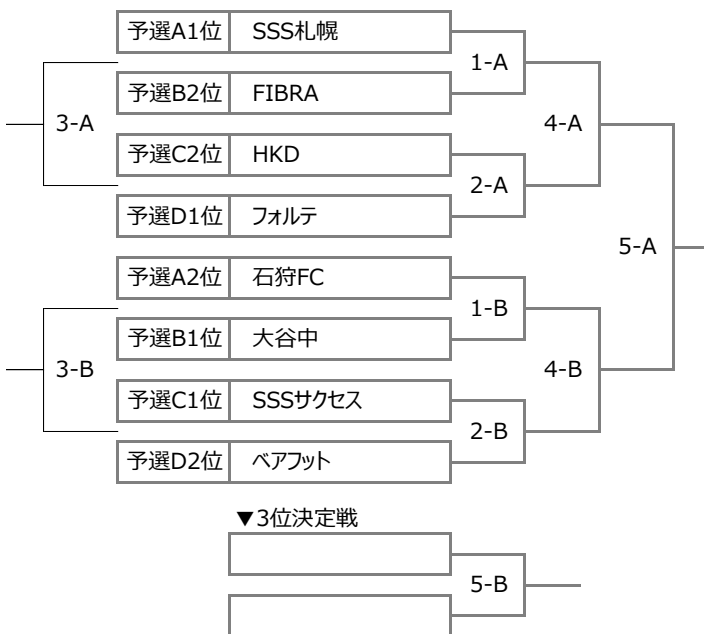 予選A1位 SSS札幌
1-A
予選B2位 FIBRA
3-A
4-A
予選C2位 HKD
2-A
予選D1位 フォルテ
5-A
予選A2位 石狩FC
1-B
予選B1位 大谷中
3-B
4-B
予選C1位 SSSサクセス
2-B
予選D2位 ベアフット
▼3位決定戦
5-B